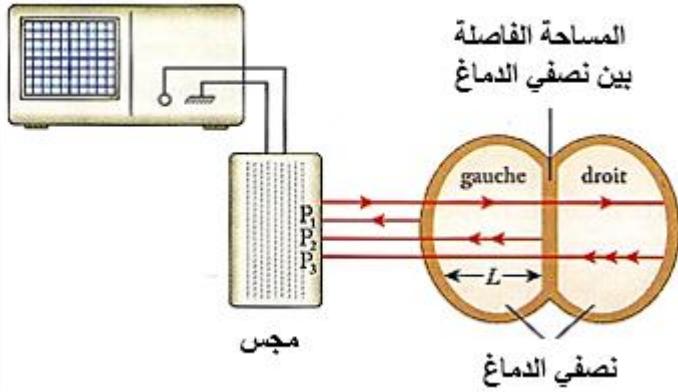 المساحة الفاصلة
بين نصفي الدماغ
gauche
droit
P1
P2
P3
L
مجس
نصفي الدماغ